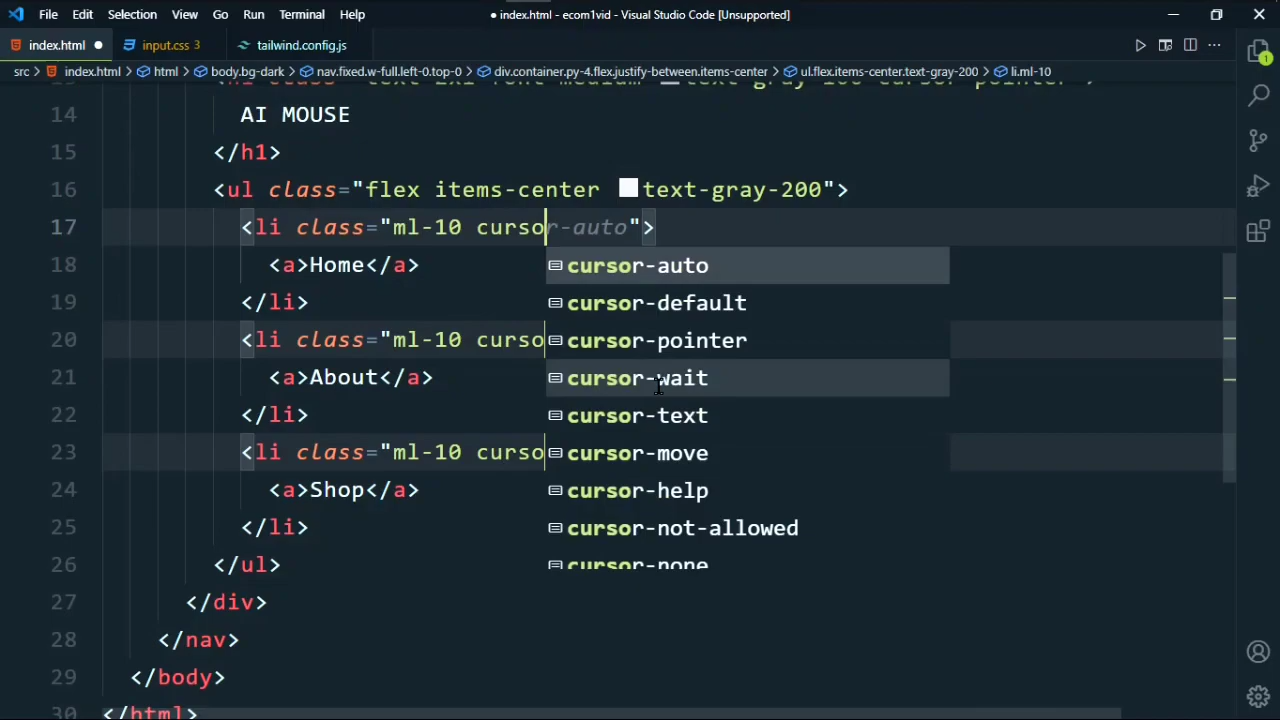 File Edit Selection View Go Run Terminal Help
● index.html - ecom1vid - Visual Studio Code [Unsupported]
index.html ● input.css 3 tailwind.config.js
src > index.html > html > body.bg-dark > nav.fixed.w-full.left-0.top-0 > div.container.py-4.flex.justify-between.items-center > ul.flex.items-center.text-gray-200 > li.ml-10
1
14 AI MOUSE
15 </h1>
16 <ul class="flex items-center text-gray-200">
17 <li class="ml-10 cursor-auto">
18 <a>Home</a>
cursor-auto
19 </li>
cursor-default
20 <li class="ml-10 curso
cursor-pointer
21 <a>About</a>
cursor-wait
22 </li>
cursor-text
23 <li class="ml-10 curso
cursor-move
24 <a>Shop</a>
cursor-help
25 </li>
cursor-not-allowed
26 </ul>
cursor-none
27 </div>
28 </nav>
29 </body>
30 </html>